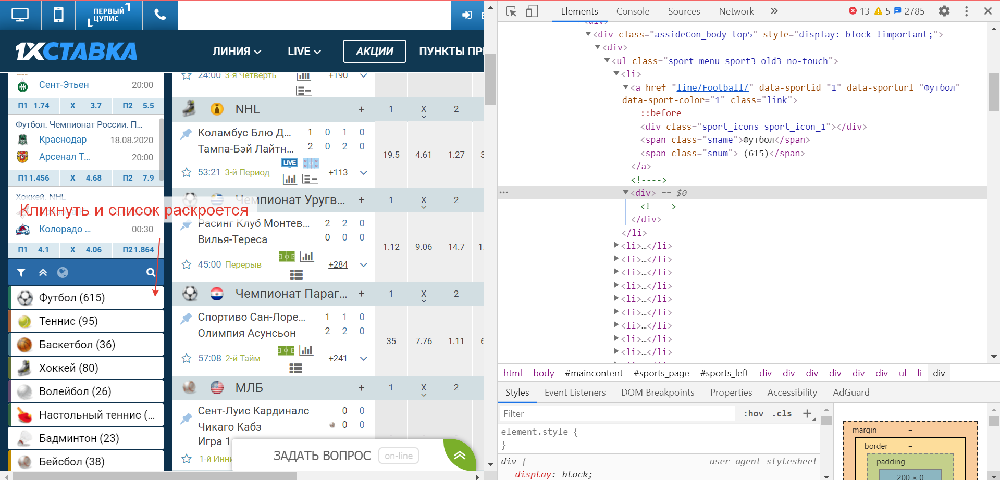 ПЕРВЫЙ
ЦУПИС
1XСТАВКА
ЛИНИЯ
LIVE
АКЦИИ
ПУНКТЫ ПР
Сент-Этьен 20:00
П1 1.74 X 3.7 П2 5.5
Футбол. Чемпионат России. П...
Краснодар 18.08.2020
Арсенал Т... 20:00
П1 1.456 X 4.68 П2 7.9
Хоккей. NHL
Кликнуть и список раскроется
Колорадо ... 00:30
П1 4.1 X 4.06 П2 1.864
Футбол (615)
Теннис (95)
Баскетбол (36)
Хоккей (80)
Волейбол (26)
Настольный теннис (...
Бадминтон (23)
Бейсбол (38)
24:00 3-я Четверть +190
NHL + 1 X 2
Коламбус Блю Д... 1 0 1 0
Тампа-Бэй Лайтн... 2 0 2 0
19.5 4.61 1.27 3
LIVE
53:21 3-й Период +113
Чемпионат Уругв... + 1 X 2
Расинг Клуб Монтев... 2 2 0
Вилья-Тереса 0 0 0
1.12 9.06 14.7 1.
45:00 Перерыв +284
Чемпионат Параг... + 1 X 2
Спортиво Сан-Лоре... 1 1 0
Олимпия Асунсьон 2 2 0
35 7.76 1.11 6
57:08 2-й Тайм +241
МЛБ + 1 X 2
Сент-Луис Кардиналс 0 0
Чикаго Кабз 0 0
Игра 1
- - -
1-й Инни
ЗАДАТЬ ВОПРОС on-line
Elements Console Sources Network » 13 5 2785
<div class="assideCon_body top5" style="display: block !important;">
<div>
<ul class="sport_menu sport3 old3 no-touch">
<li>
<a href="line/Football/" data-sportid="1" data-sporturl="Футбол"
data-sport-color="1" class="link">
::before
<div class="sport_icons sport_icon_1"></div>
<span class="sname">Футбол</span>
<span class="snum"> (615)</span>
</a>
<!---->
... <div> == $0
<!---->
</div>
</li>
<li>…</li>
<li>…</li>
<li>…</li>
<li>…</li>
<li>…</li>
<li>…</li>
<li>…</li>
<li>…</li>
<li>…</li>
html body #maincontent #sports_page #sports_left div div div div div div ul li div
Styles Event Listeners DOM Breakpoints Properties Accessibility AdGuard
Filter :hov .cls +
element.style {
}
div { user agent stylesheet
display: block;
margin –
border –
padding –
200 × 0